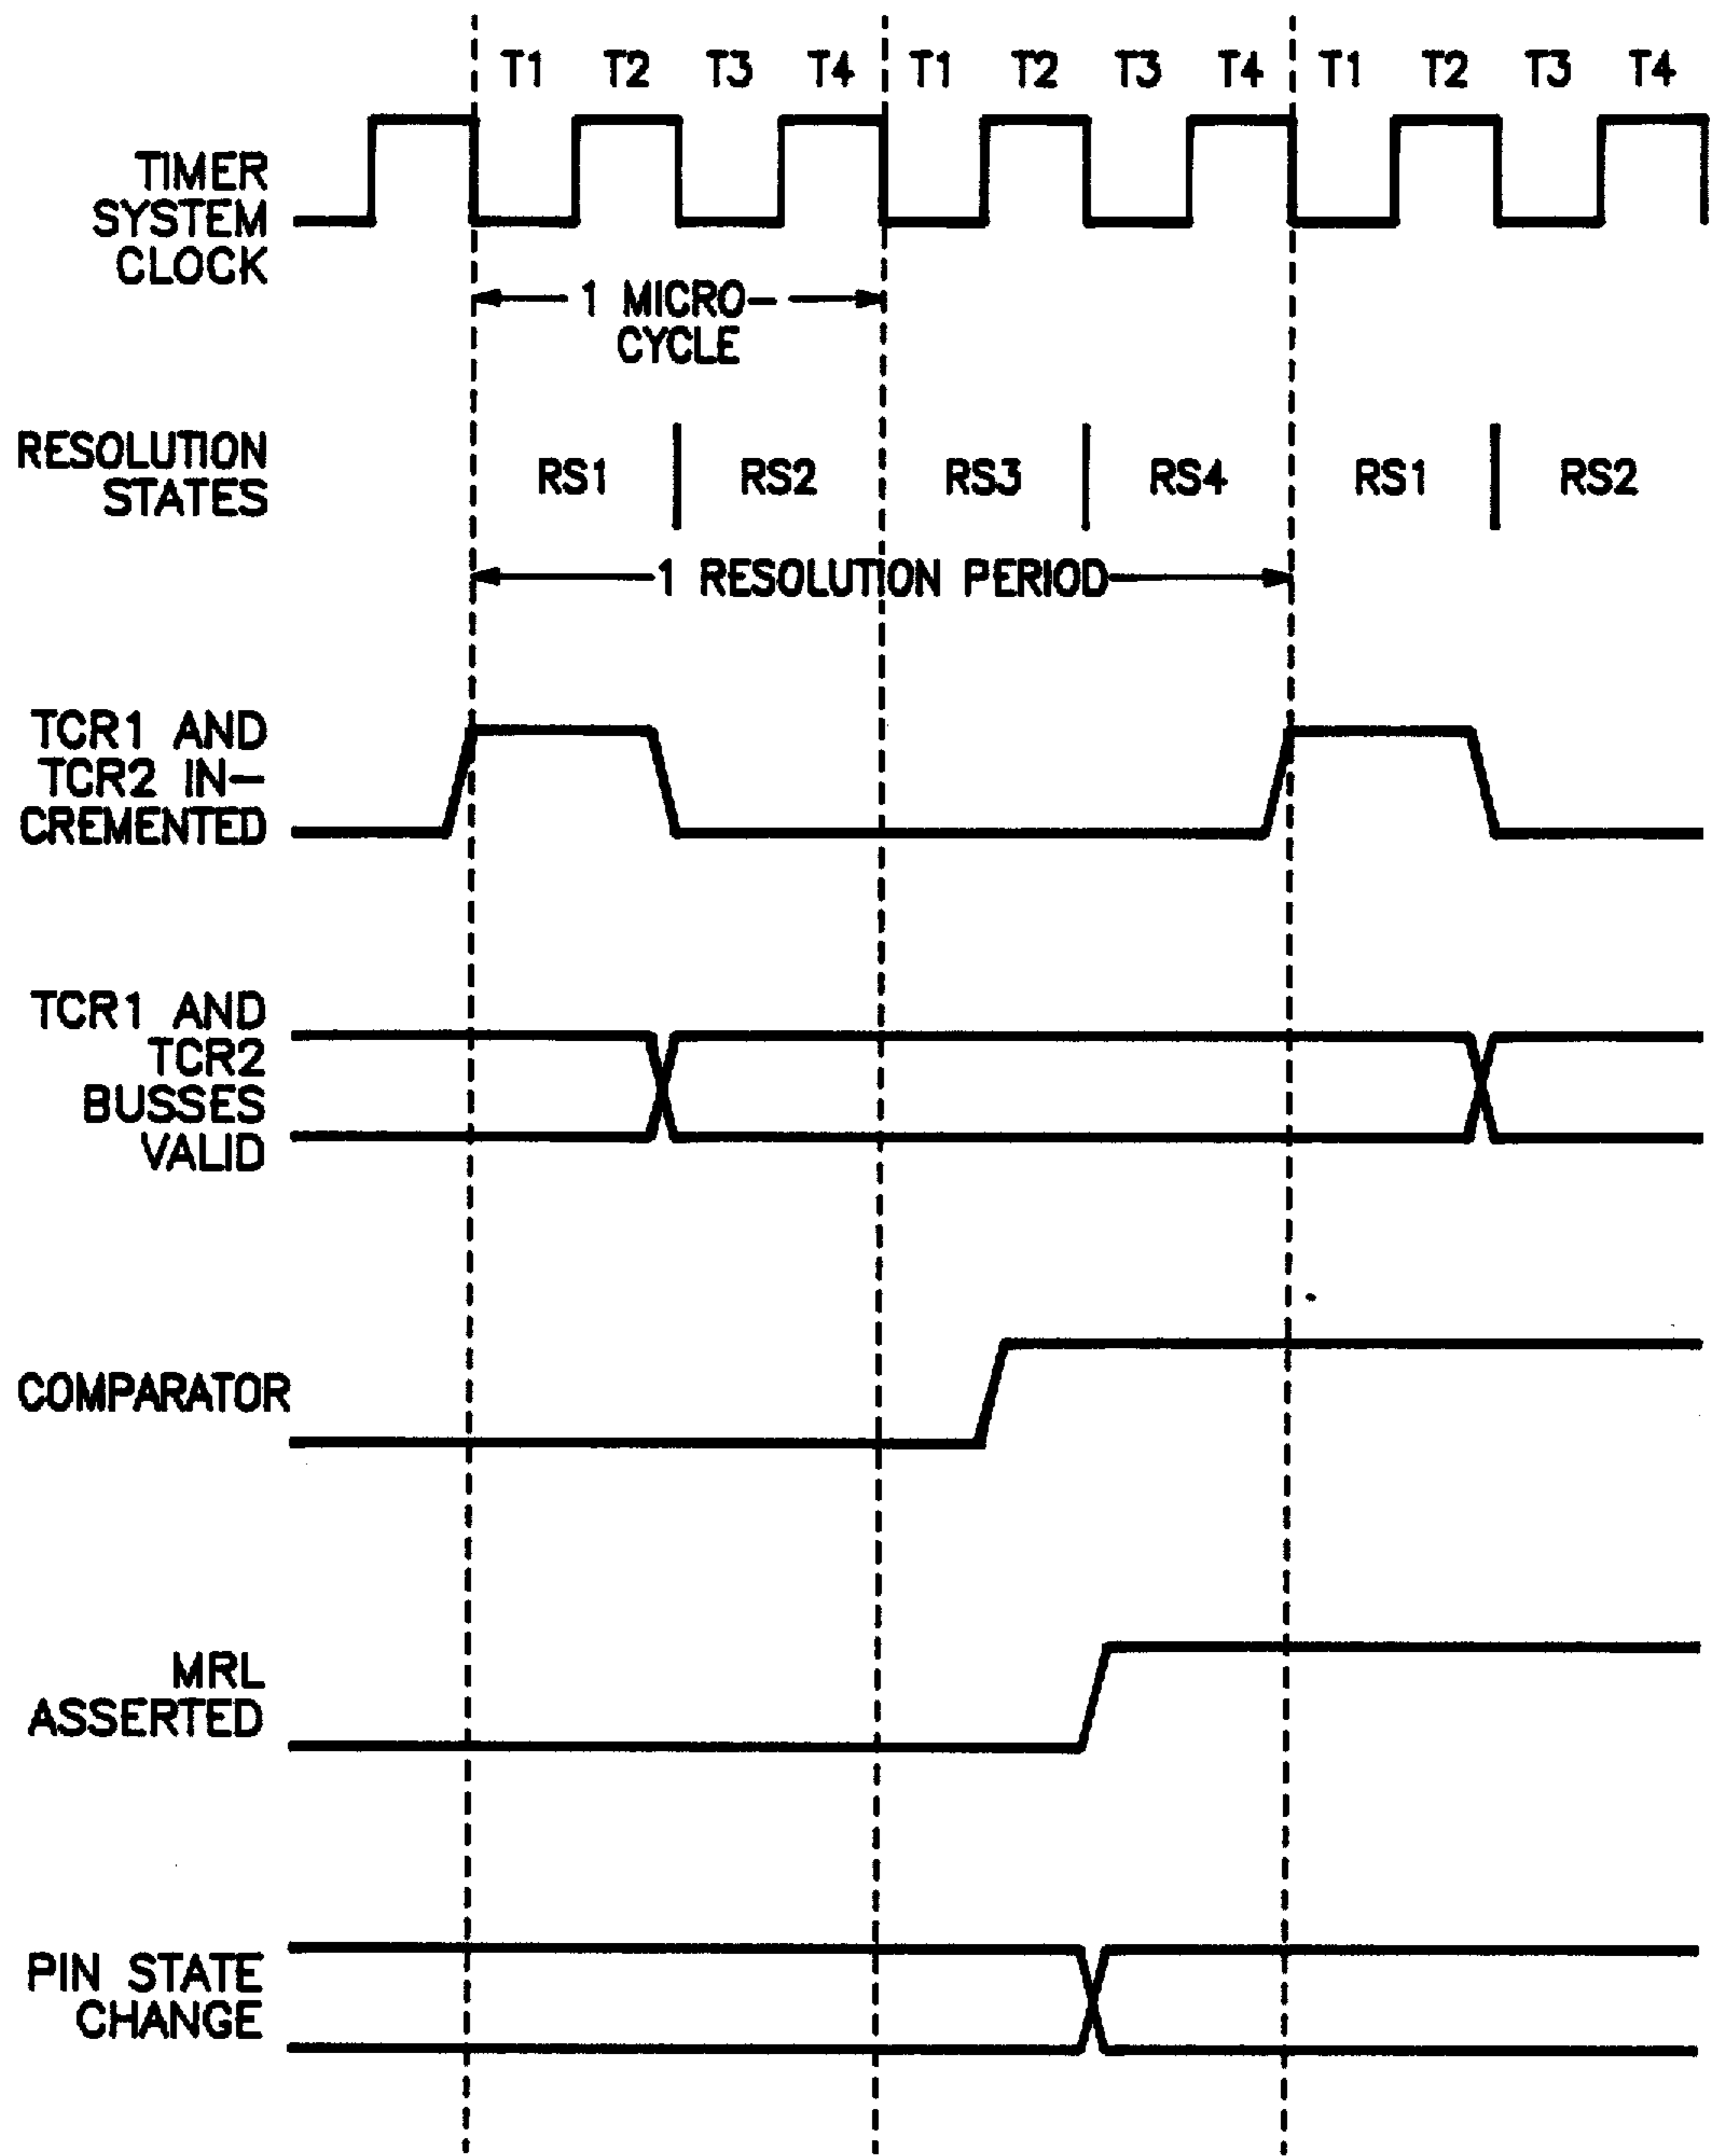 T1 T2 T3 T4 T1 T2 T3 T4 T1 T2 T3 T4
TIMER
SYSTEM
CLOCK
1 MICRO-
CYCLE
RESOLUTION
STATES
RS1 RS2 RS3 RS4 RS1 RS2
1 RESOLUTION PERIOD
TCR1 AND
TCR2 IN-
CREMENTED
TCR1 AND
TCR2
BUSSES
VALID
COMPARATOR
MRL
ASSERTED
PIN STATE
CHANGE